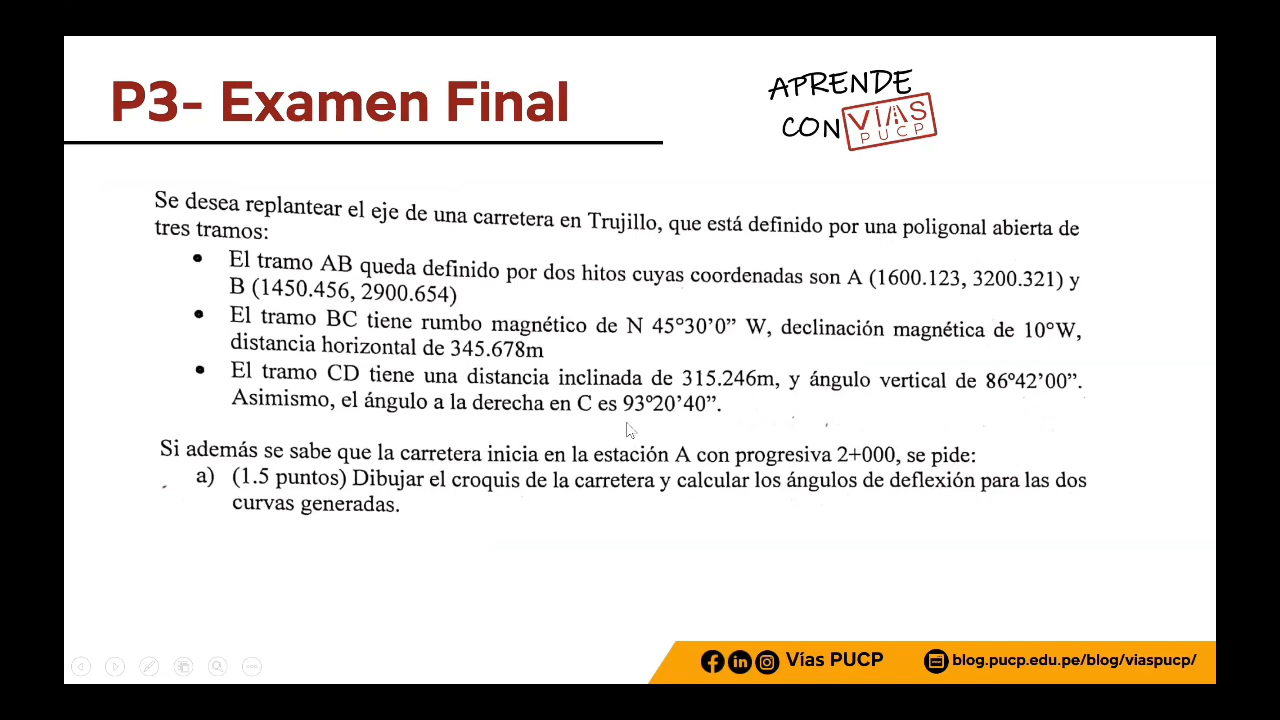 P3- Examen Final
APRENDE
CON VÍAS
PUCP
Se desea replantear el eje de una carretera en Trujillo, que está definido por una poligonal abierta de
tres tramos:
• El tramo AB queda definido por dos hitos cuyas coordenadas son A (1600.123, 3200.321) y
B (1450.456, 2900.654)
• El tramo BC tiene rumbo magnético de N 45°30’0” W, declinación magnética de 10°W,
distancia horizontal de 345.678m
• El tramo CD tiene una distancia inclinada de 315.246m, y ángulo vertical de 86º42’00”.
Asimismo, el ángulo a la derecha en C es 93º20’40”.
Si además se sabe que la carretera inicia en la estación A con progresiva 2+000, se pide:
a) (1.5 puntos) Dibujar el croquis de la carretera y calcular los ángulos de deflexión para las dos
curvas generadas.
Vías PUCP
blog.pucp.edu.pe/blog/viaspucp/